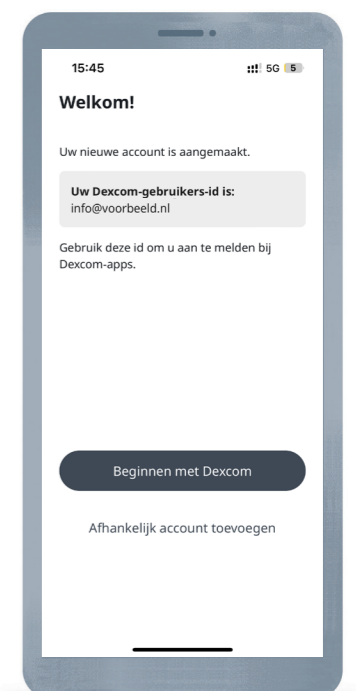 15:45
5G 5
Welkom!
Uw nieuwe account is aangemaakt.
Uw Dexcom-gebruikers-id is:
info@voorbeeld.nl
Gebruik deze id om u aan te melden bij
Dexcom-apps.
Beginnen met Dexcom
Afhankelijk account toevoegen